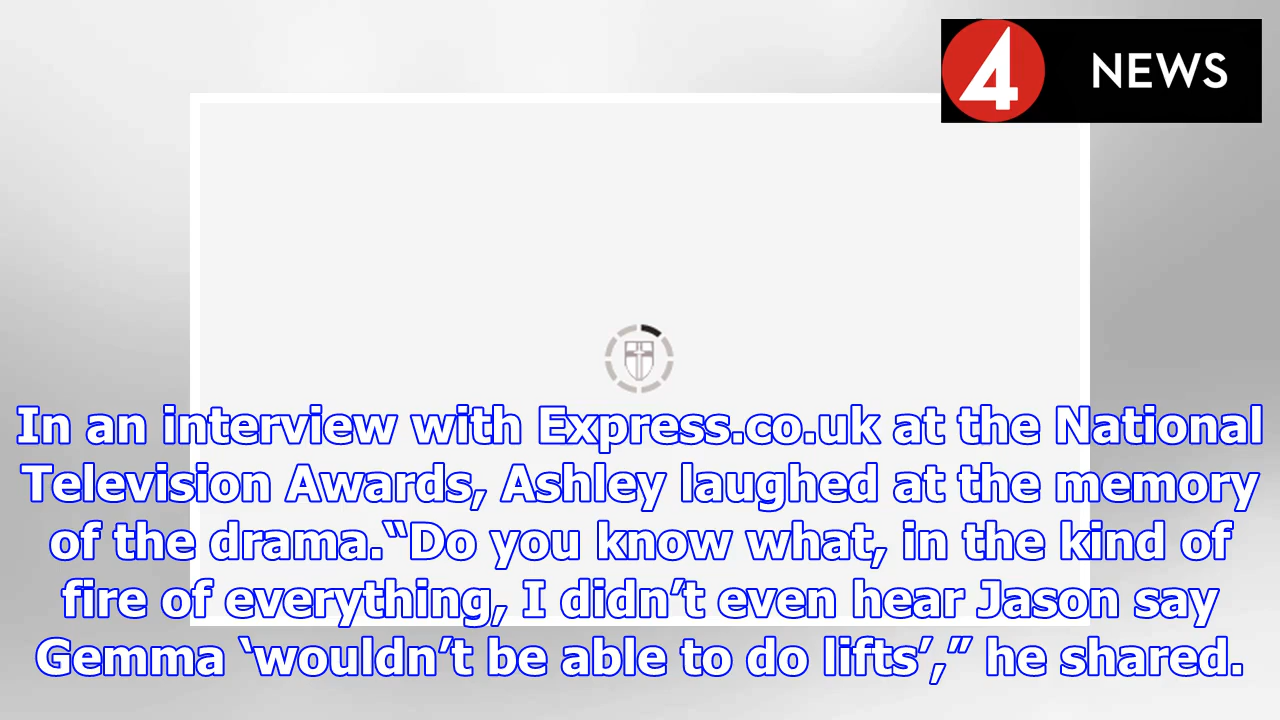 4 NEWS
In an interview with Express.co.uk at the National
Television Awards, Ashley laughed at the memory
of the drama.“Do you know what, in the kind of
fire of everything, I didn’t even hear Jason say
Gemma ‘wouldn’t be able to do lifts’,” he shared.